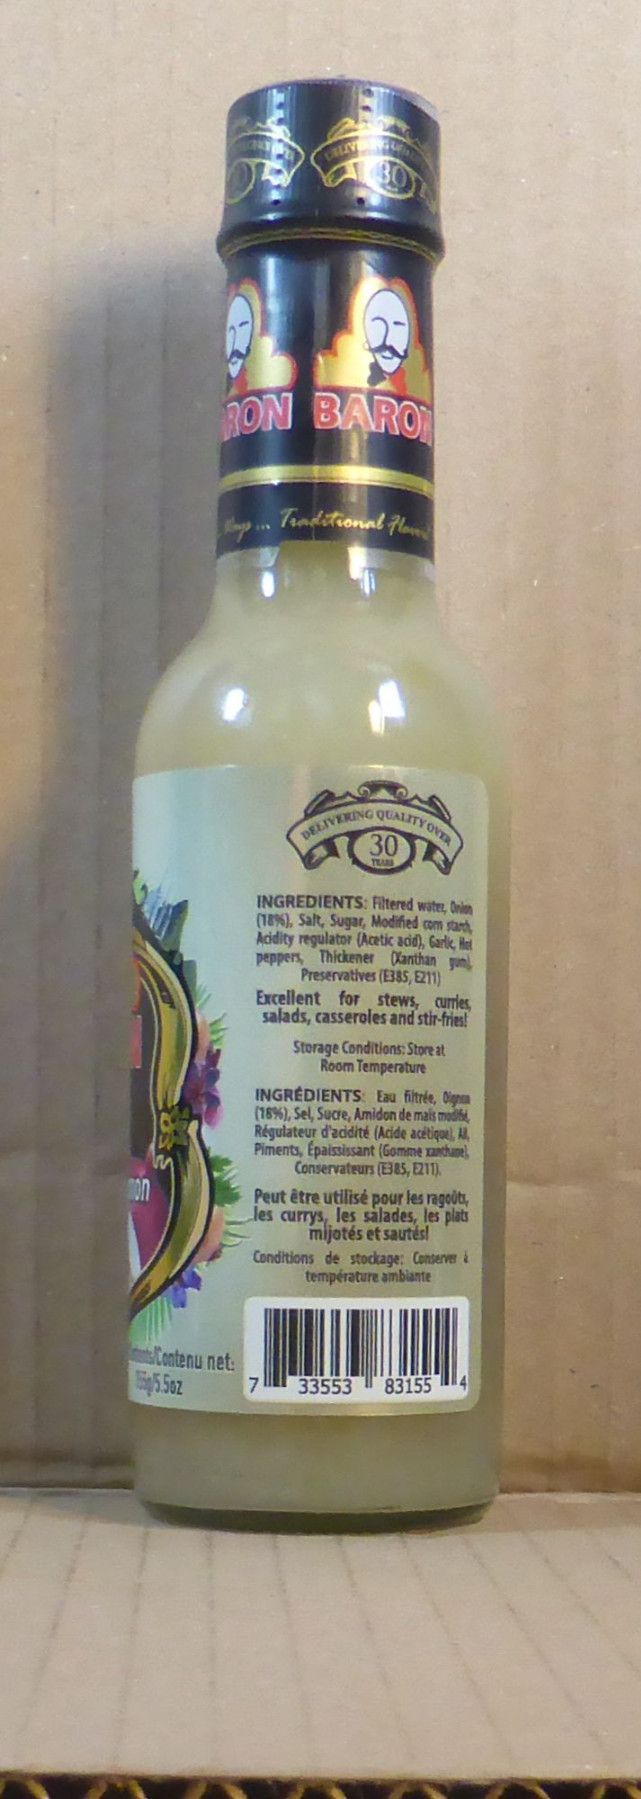 DELIVERING QUALITY
30
BARON BARON
Ways ... Traditional Flavour
DELIVERING QUALITY OVER
30
YEARS
INGREDIENTS: Filtered water, Onion
(18%), Salt, Sugar, Modified corn starch,
Acidity regulator (Acetic acid), Garlic, Hot
peppers, Thickener (Xanthan gum),
Preservatives (E385, E211)
Excellent for stews, curries,
salads, casseroles and stir-fries!
Storage Conditions: Store at
Room Temperature
INGRÉDIENTS: Eau filtrée, Oignon
(18%), Sel, Sucre, Amidon de maïs modifié,
Régulateur d'acidité (Acide acétique), Ail,
Piments, Épaississant (Gomme xanthane),
Conservateurs (E385, E211).
Peut être utilisé pour les ragoûts,
les currys, les salades, les plats
mijotés et sautés!
Conditions de stockage: Conserver à
température ambiante
/Contenu net:
155g/5.5oz
7 33553 83155 4